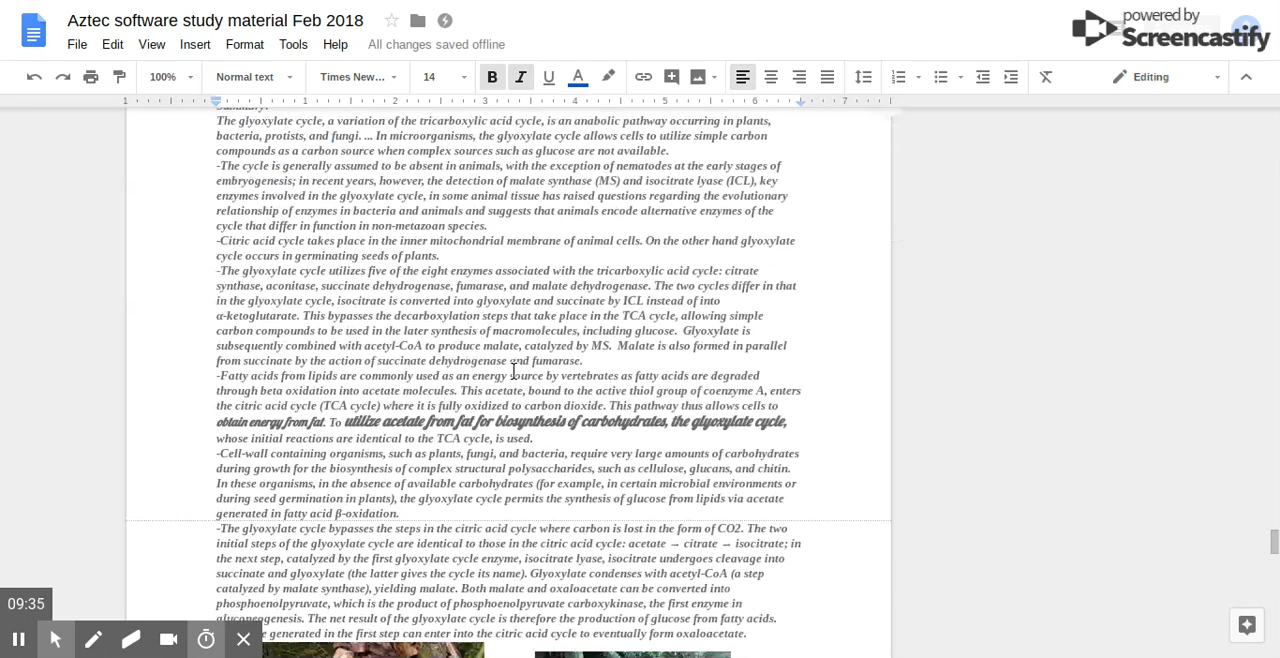 Aztec software study material Feb 2018
powered by
Screencastify
File Edit View Insert Format Tools Help All changes saved offline
100% Normal text Times New... 14 Editing
1 1 2 3 4 5 6 7
Summary:
The glyoxylate cycle, a variation of the tricarboxylic acid cycle, is an anabolic pathway occurring in plants,
bacteria, protists, and fungi. ... In microorganisms, the glyoxylate cycle allows cells to utilize simple carbon
compounds as a carbon source when complex sources such as glucose are not available.
-The cycle is generally assumed to be absent in animals, with the exception of nematodes at the early stages of
embryogenesis; in recent years, however, the detection of malate synthase (MS) and isocitrate lyase (ICL), key
enzymes involved in the glyoxylate cycle, in some animal tissue has raised questions regarding the evolutionary
relationship of enzymes in bacteria and animals and suggests that animals encode alternative enzymes of the
cycle that differ in function in non-metazoan species.
-Citric acid cycle takes place in the inner mitochondrial membrane of animal cells. On the other hand glyoxylate
cycle occurs in germinating seeds of plants.
-The glyoxylate cycle utilizes five of the eight enzymes associated with the tricarboxylic acid cycle: citrate
synthase, aconitase, succinate dehydrogenase, fumarase, and malate dehydrogenase. The two cycles differ in that
in the glyoxylate cycle, isocitrate is converted into glyoxylate and succinate by ICL instead of into
α-ketoglutarate. This bypasses the decarboxylation steps that take place in the TCA cycle, allowing simple
carbon compounds to be used in the later synthesis of macromolecules, including glucose. Glyoxylate is
subsequently combined with acetyl-CoA to produce malate, catalyzed by MS. Malate is also formed in parallel
from succinate by the action of succinate dehydrogenase and fumarase.
-Fatty acids from lipids are commonly used as an energy source by vertebrates as fatty acids are degraded
through beta oxidation into acetate molecules. This acetate, bound to the active thiol group of coenzyme A, enters
the citric acid cycle (TCA cycle) where it is fully oxidized to carbon dioxide. This pathway thus allows cells to
obtain energy from fat. To utilize acetate from fat for biosynthesis of carbohydrates, the glyoxylate cycle,
whose initial reactions are identical to the TCA cycle, is used.
-Cell-wall containing organisms, such as plants, fungi, and bacteria, require very large amounts of carbohydrates
during growth for the biosynthesis of complex structural polysaccharides, such as cellulose, glucans, and chitin.
In these organisms, in the absence of available carbohydrates (for example, in certain microbial environments or
during seed germination in plants), the glyoxylate cycle permits the synthesis of glucose from lipids via acetate
generated in fatty acid β-oxidation.
-The glyoxylate cycle bypasses the steps in the citric acid cycle where carbon is lost in the form of CO2. The two
initial steps of the glyoxylate cycle are identical to those in the citric acid cycle: acetate → citrate → isocitrate; in
the next step, catalyzed by the first glyoxylate cycle enzyme, isocitrate lyase, isocitrate undergoes cleavage into
succinate and glyoxylate (the latter gives the cycle its name). Glyoxylate condenses with acetyl-CoA (a step
catalyzed by malate synthase), yielding malate. Both malate and oxaloacetate can be converted into
phosphoenolpyruvate, which is the product of phosphoenolpyruvate carboxykinase, the first enzyme in
gluconeogenesis. The net result of the glyoxylate cycle is therefore the production of glucose from fatty acids.
generated in the first step can enter into the citric acid cycle to eventually form oxaloacetate.
09:35